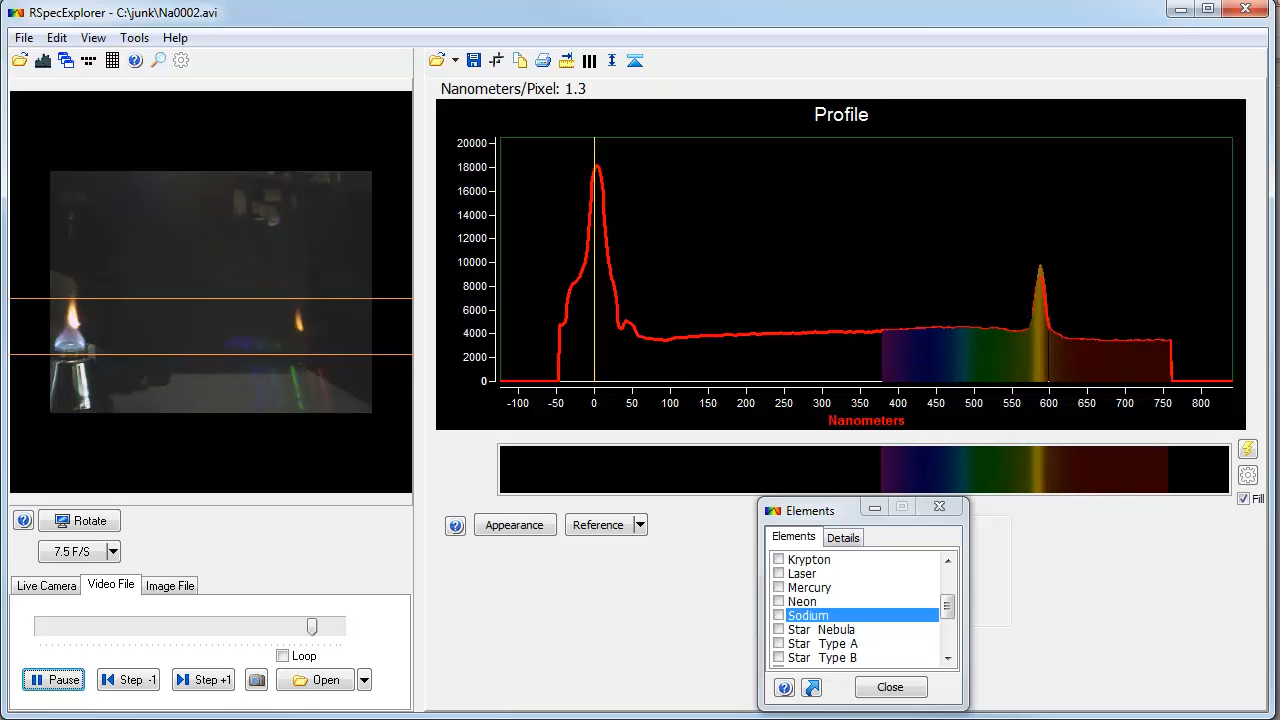 RSpecExplorer - C:\junk\Na0002.avi
File Edit View Tools Help
Nanometers/Pixel: 1.3
Profile
20000
18000
16000
14000
12000
10000
8000
6000
4000
2000
0
-100 -50 0 50 100 150 200 250 300 350 400 450 500 550 600 650 700 750 800
Nanometers
Fill
Rotate
7.5 F/S
Live Camera Video File Image File
Loop
Pause Step -1 Step +1 Open
Appearance Reference
Elements
Elements Details
Krypton
Laser
Mercury
Neon
Sodium
Star Nebula
Star Type A
Star Type B
Close